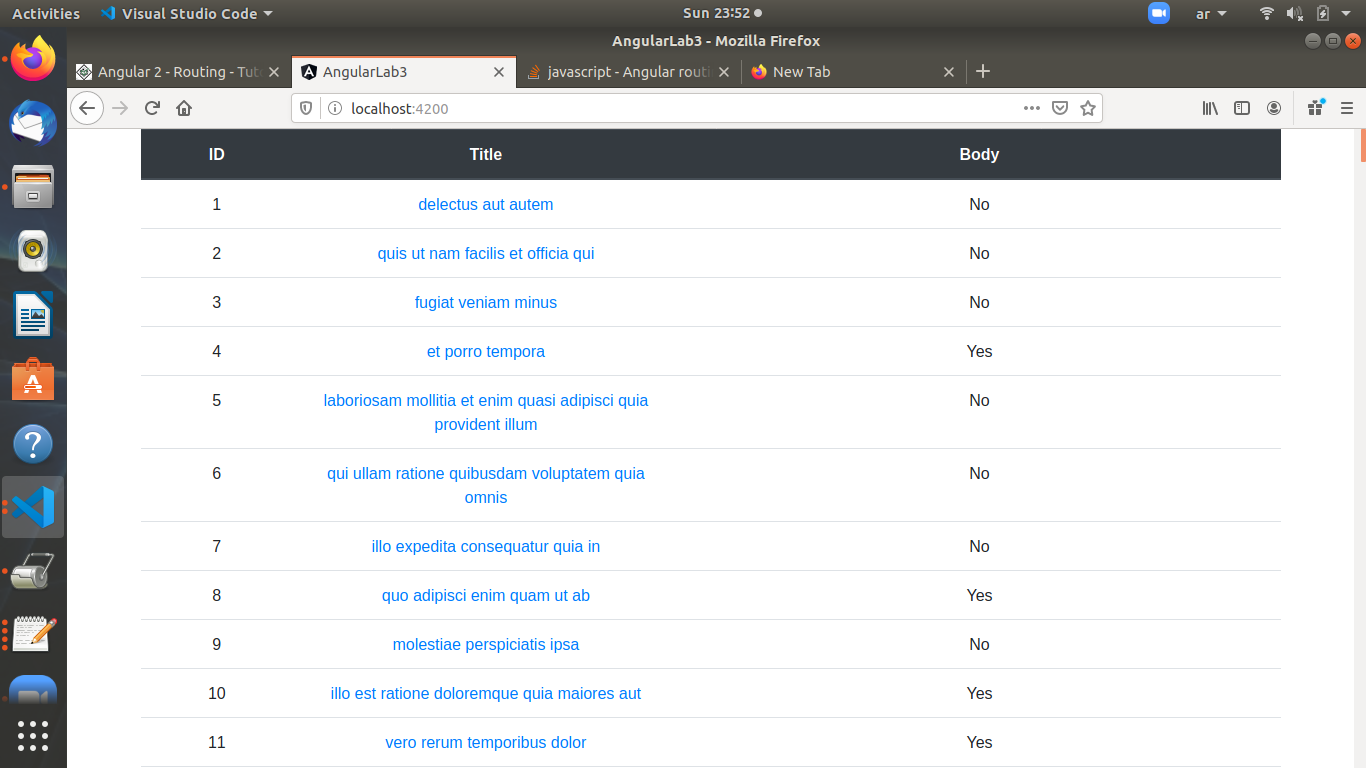 Activities Visual Studio Code Sun 23:52 ar
AngularLab3 - Mozilla Firefox
Angular 2 - Routing - Tut AngularLab3 javascript - Angular routi New Tab
localhost:4200
ID Title Body
1 delectus aut autem No
2 quis ut nam facilis et officia qui No
3 fugiat veniam minus No
4 et porro tempora Yes
5 laboriosam mollitia et enim quasi adipisci quia No
provident illum
6 qui ullam ratione quibusdam voluptatem quia No
omnis
7 illo expedita consequatur quia in No
8 quo adipisci enim quam ut ab Yes
9 molestiae perspiciatis ipsa No
10 illo est ratione doloremque quia maiores aut Yes
11 vero rerum temporibus dolor Yes